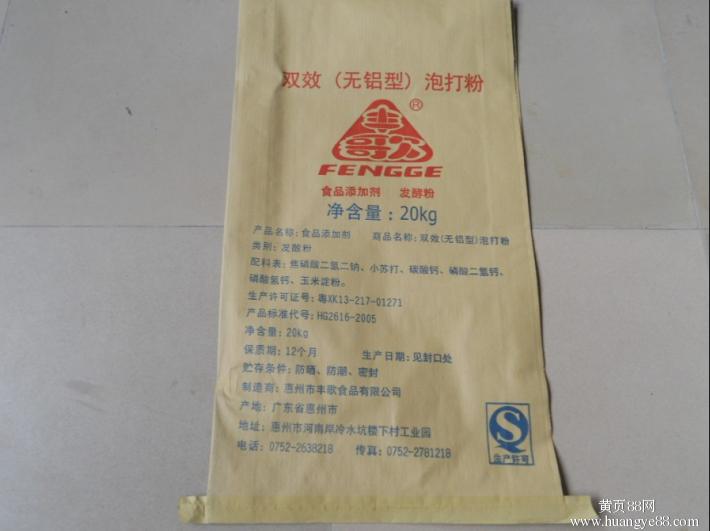 双效（无铝型）泡打粉
®
丰歌
FENGGE
食品添加剂 发酵粉
净含量：20kg
产品名称：食品添加剂 商品名称：双效(无铝型)泡打粉
类别：发酸粉
配料表：焦磷酸二氢二钠、小苏打、碳酸钙、磷酸二氢钙、
磷酸氢钙、玉米淀粉。
生产许可证号：粤XK13-217-01271
产品标准代号：HG2616-2005
净含量：20kg
保质期：12个月 生产日期：见封口处
贮存条件：防晒、防潮、密封
制造商：惠州市丰歌食品有限公司
产地：广东省惠州市
地址：惠州市河南岸冷水坑楼下村工业园
电话：0752-2638218 传真：0752-2781218
生产许可
黄页88网
www.huangye88.com